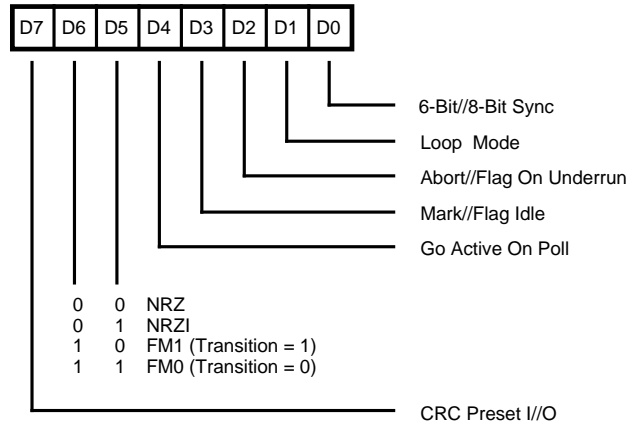 D7 D6 D5 D4 D3 D2 D1 D0
6-Bit//8-Bit Sync
Loop Mode
Abort//Flag On Underrun
Mark//Flag Idle
Go Active On Poll
0 0 NRZ
0 1 NRZI
1 0 FM1 (Transition = 1)
1 1 FM0 (Transition = 0)
CRC Preset I//O